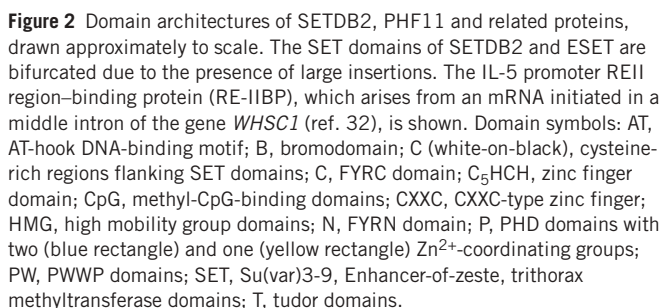 Figure 2 Domain architectures of SETDB2, PHF11 and related proteins,
drawn approximately to scale. The SET domains of SETDB2 and ESET are
bifurcated due to the presence of large insertions. The IL-5 promoter REII
region–binding protein (RE-IIBP), which arises from an mRNA initiated in a
middle intron of the gene WHSC1 (ref. 32), is shown. Domain symbols: AT,
AT-hook DNA-binding motif; B, bromodomain; C (white-on-black), cysteine-
rich regions flanking SET domains; C, FYRC domain; C₅HCH, zinc finger
domain; CpG, methyl-CpG-binding domains; CXXC, CXXC-type zinc finger;
HMG, high mobility group domains; N, FYRN domain; P, PHD domains with
two (blue rectangle) and one (yellow rectangle) Zn²⁺-coordinating groups;
PW, PWWP domains; SET, Su(var)3-9, Enhancer-of-zeste, trithorax
methyltransferase domains; T, tudor domains.